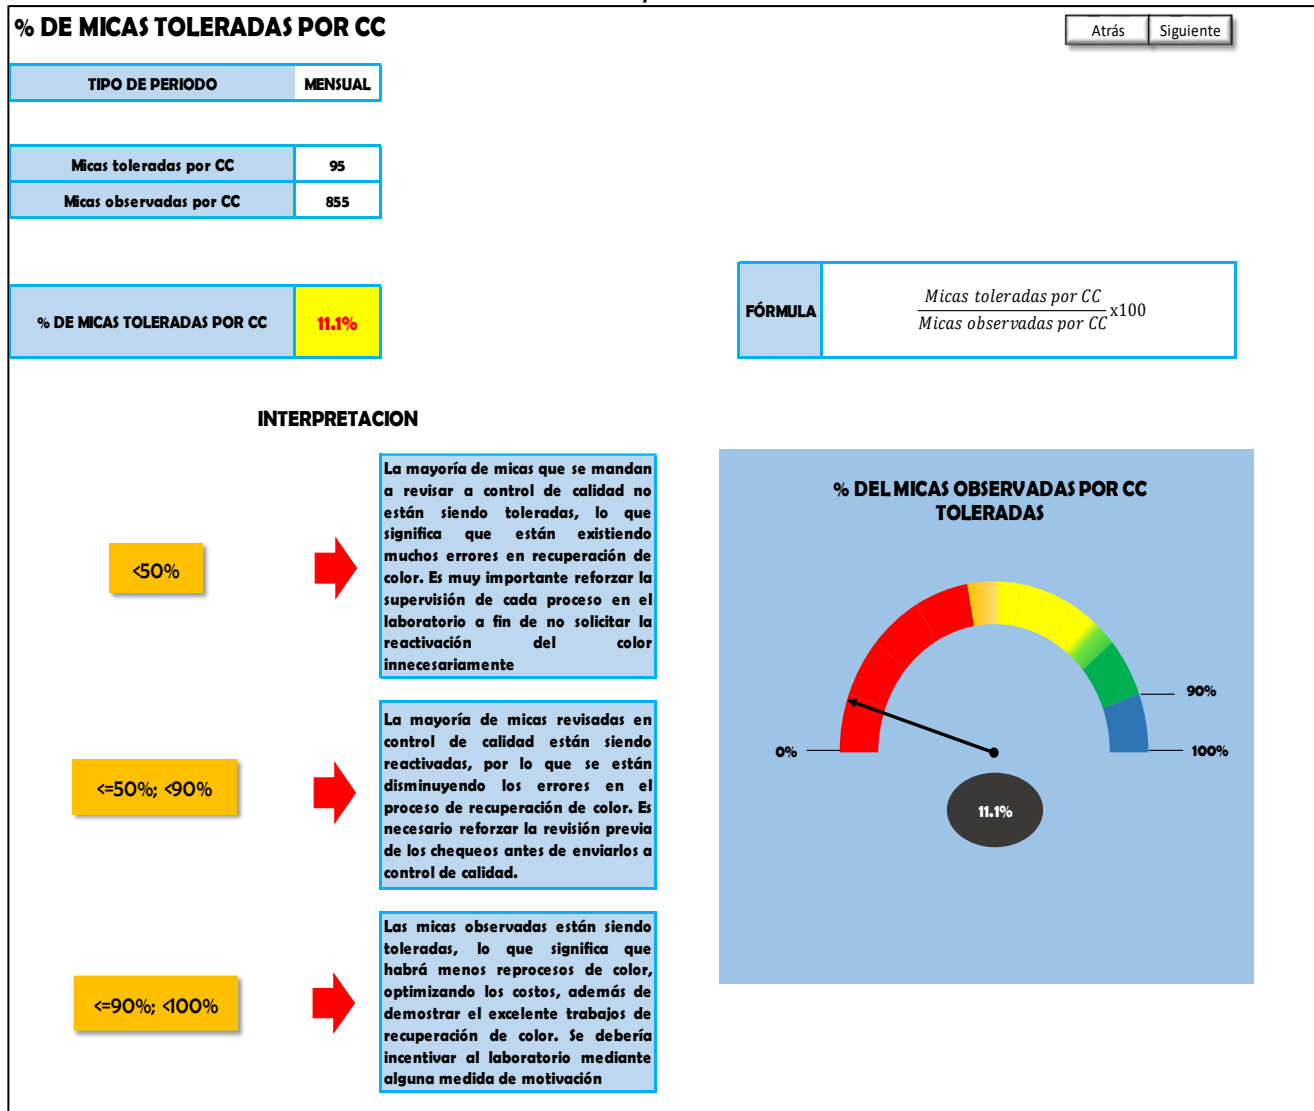 % DE MICAS TOLERADAS POR CC
Atrás
Siguiente
TIPO DE PERIODO
MENSUAL
Micas toleradas por CC
95
Micas observadas por CC
855
% DE MICAS TOLERADAS POR CC
11.1%
FÓRMULA
Micas toleradas por CC
Micas observadas por CC
x100
INTERPRETACION
<50%
La mayoría de micas que se mandan
a revisar a control de calidad no
están siendo toleradas, lo que
significa que están existiendo
muchos errores en recuperación de
color. Es muy importante reforzar la
supervisión de cada proceso en el
laboratorio a fin de no solicitar la
reactivación del color
innecesariamente
<=50%; <90%
La mayoría de micas revisadas en
control de calidad están siendo
reactivadas, por lo que se están
disminuyendo los errores en el
proceso de recuperación de color. Es
necesario reforzar la revisión previa
de los chequeos antes de enviarlos a
control de calidad.
<=90%; <100%
Las micas observadas están siendo
toleradas, lo que significa que
habrá menos reprocesos de color,
optimizando los costos, además de
demostrar el excelente trabajos de
recuperación de color. Se debería
incentivar al laboratorio mediante
alguna medida de motivación
% DEL MICAS OBSERVADAS POR CC
TOLERADAS
90%
0%
100%
11.1%